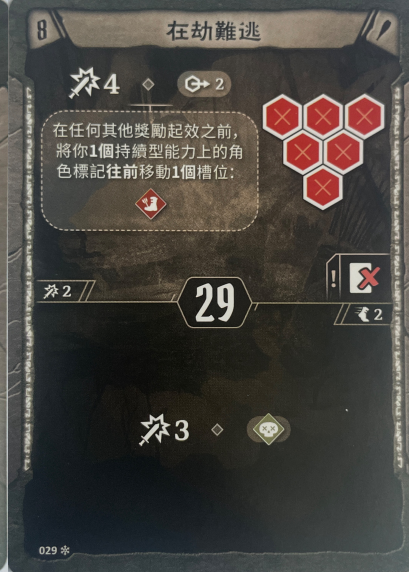 8
在劫難逃
4
2
在任何其他獎勵起效之前，
將你1個持續型能力上的角
色標記往前移動1個槽位：
2
29
!
2
3
029